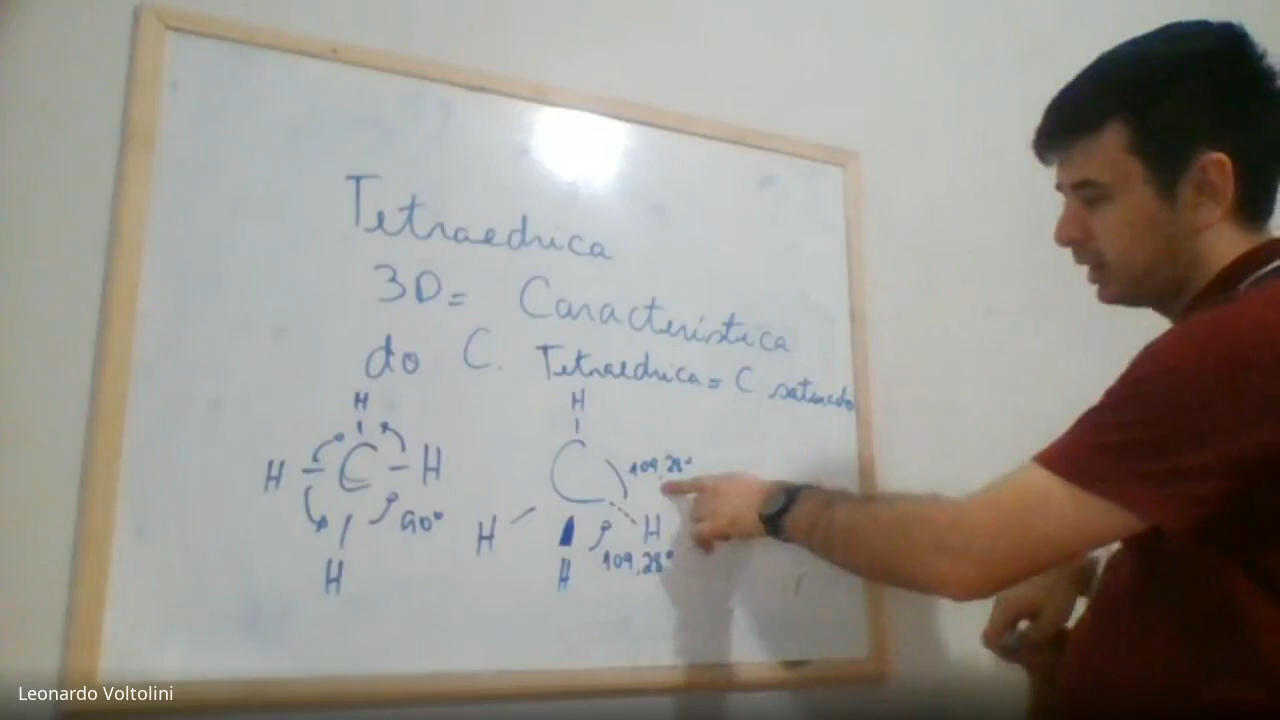 Tetraedrica
3D = Característica
do C. Tetraedrica = C saturado
H
H - C - H
90°
H
H
C
109,28°
H
H
109,28°
H
Leonardo Voltolini